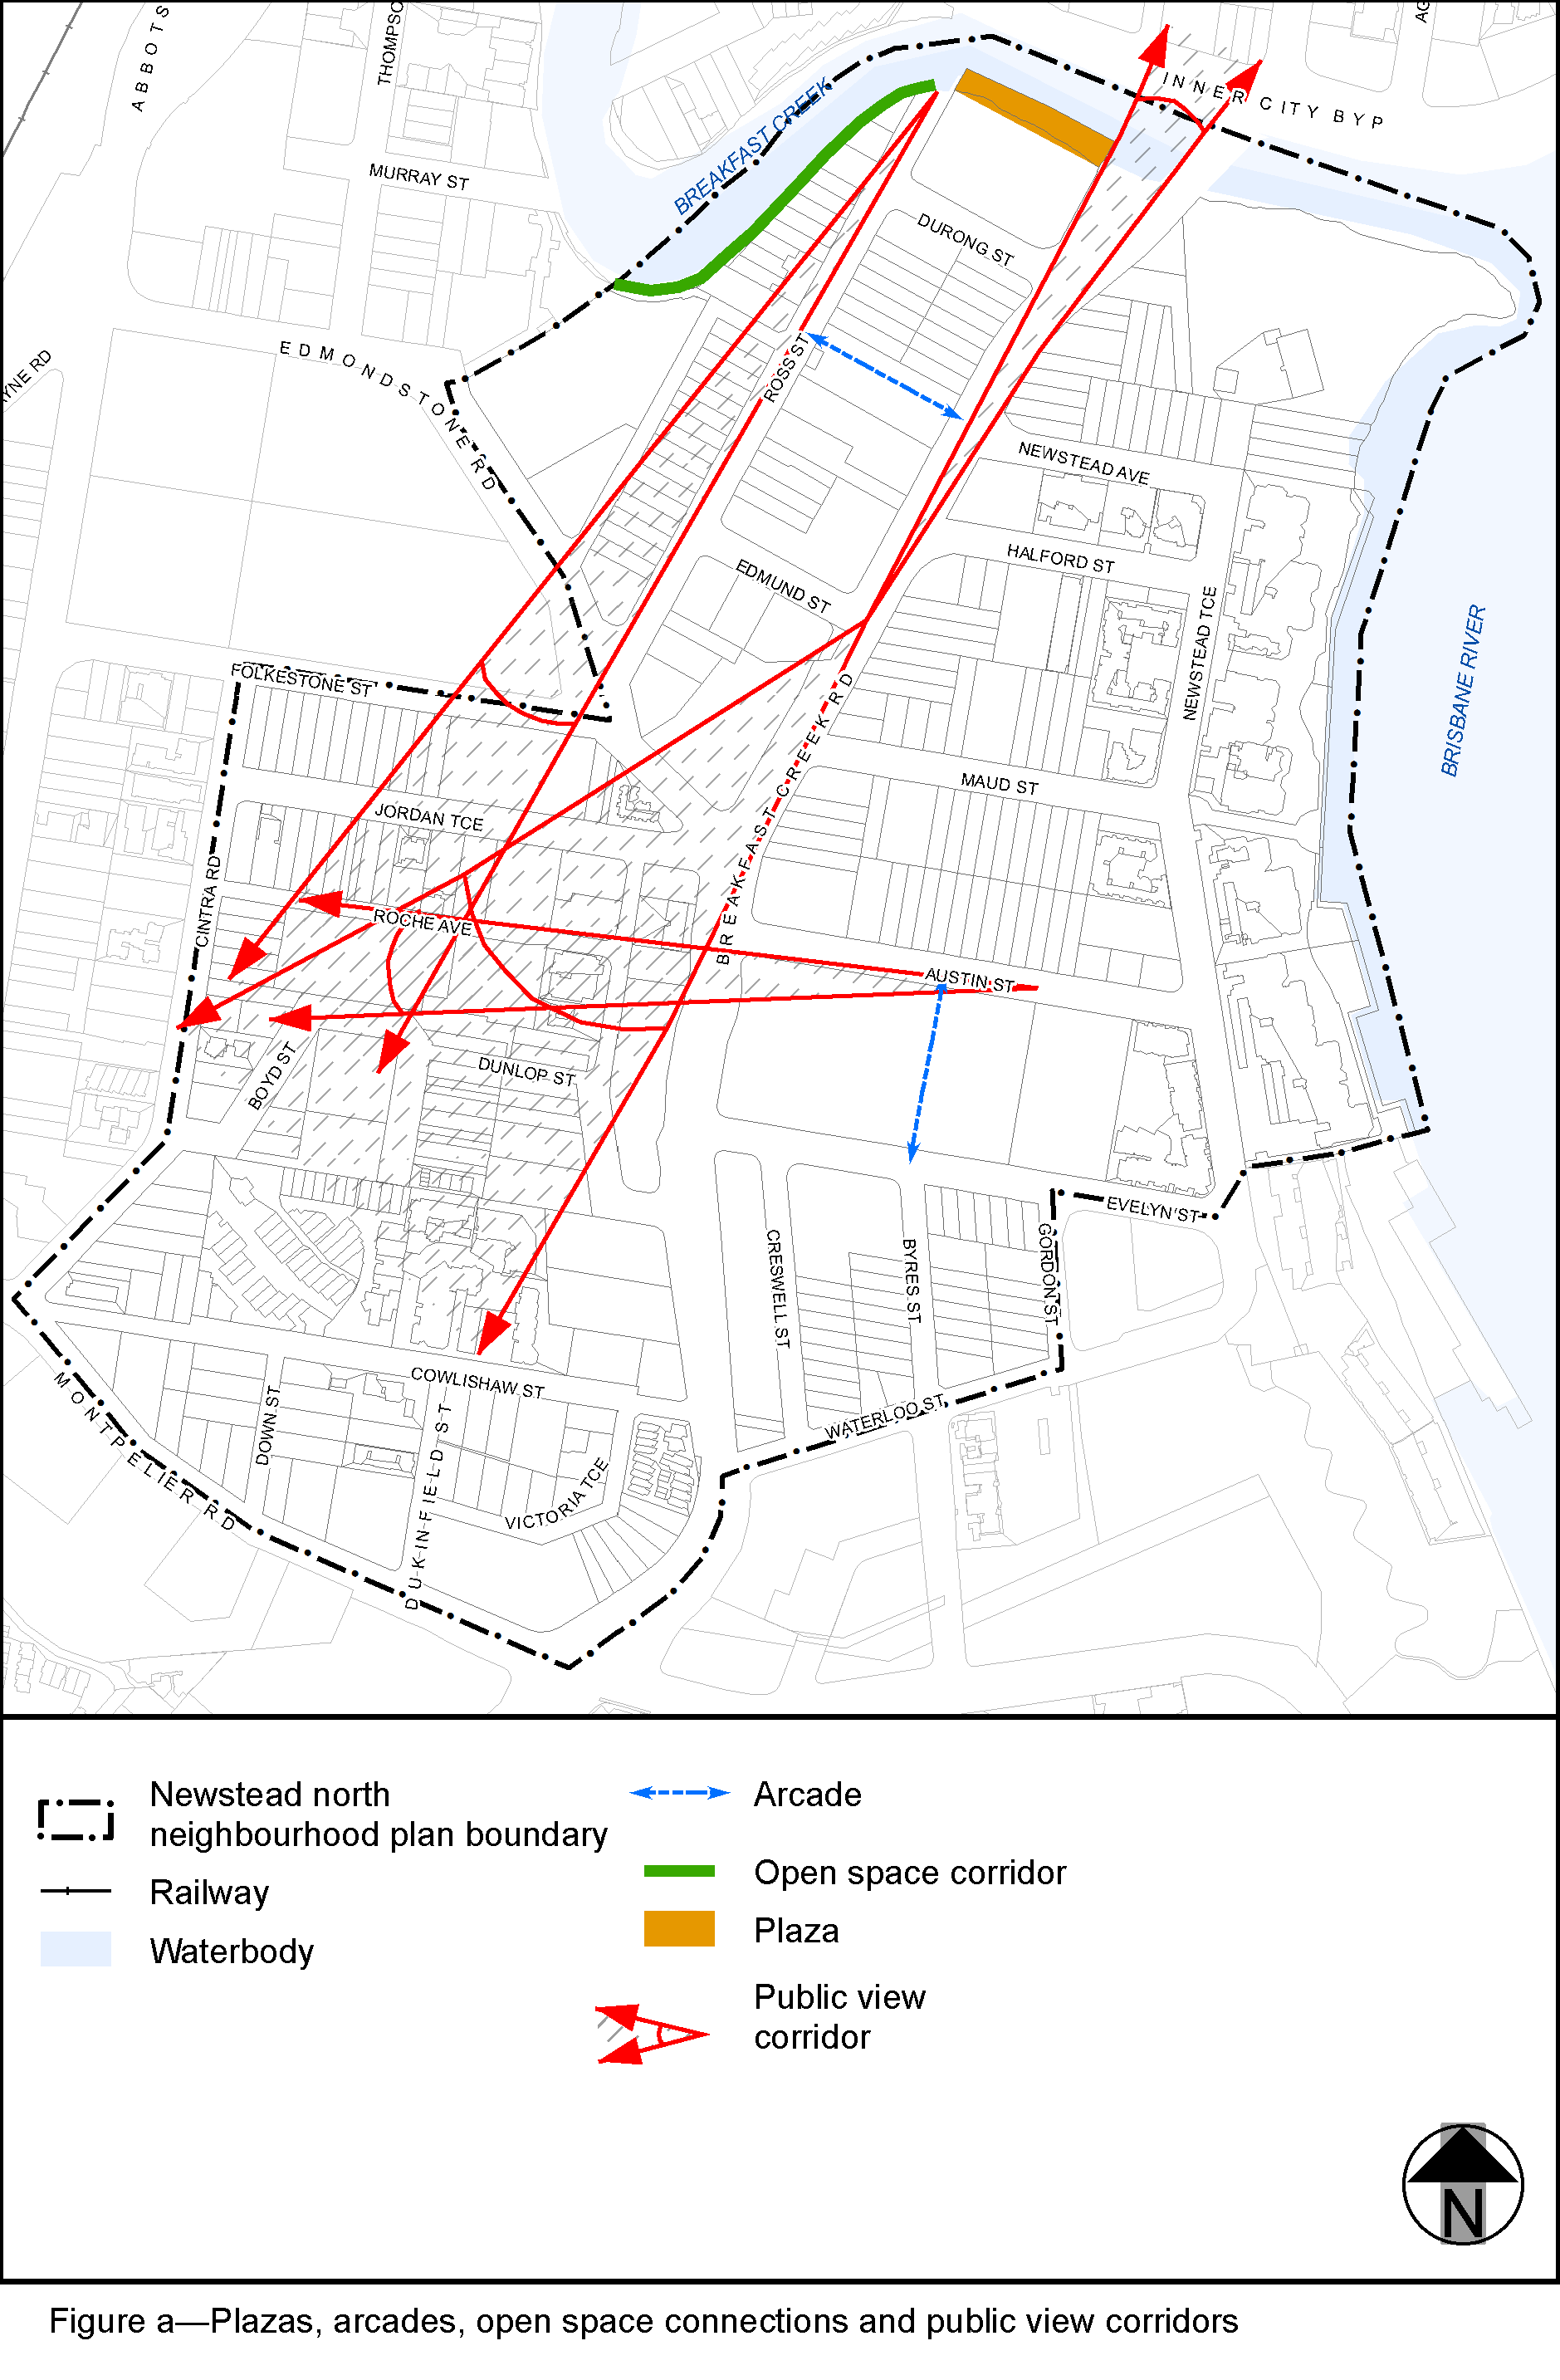 ABBOTS
THOMPSO
AG
INNER CITY BYP
BREAKFAST CREEK
MURRAY ST
DURONG ST
EDMONDSTONE RD
YNE RD
ROSS ST
NEWSTEAD AVE
HALFORD ST
EDMUND ST
NEWSTEAD TCE
BRISBANE RIVER
FOLKESTONE ST
BREAKFAST CREEK RD
MAUD ST
JORDAN TCE
CINTRA RD
ROCHE AVE
AUSTIN ST
BOYD ST
DUNLOP ST
EVELYN ST
CRESWELL ST
BYRES ST
GORDON ST
COWLISHAW ST
MONTPELIER RD
DOWN ST
DUKINFIELD ST
WATERLOO ST
VICTORIA TCE
Newstead north
neighbourhood plan boundary
Railway
Waterbody
Arcade
Open space corridor
Plaza
Public view
corridor
N
Figure a—Plazas, arcades, open space connections and public view corridors